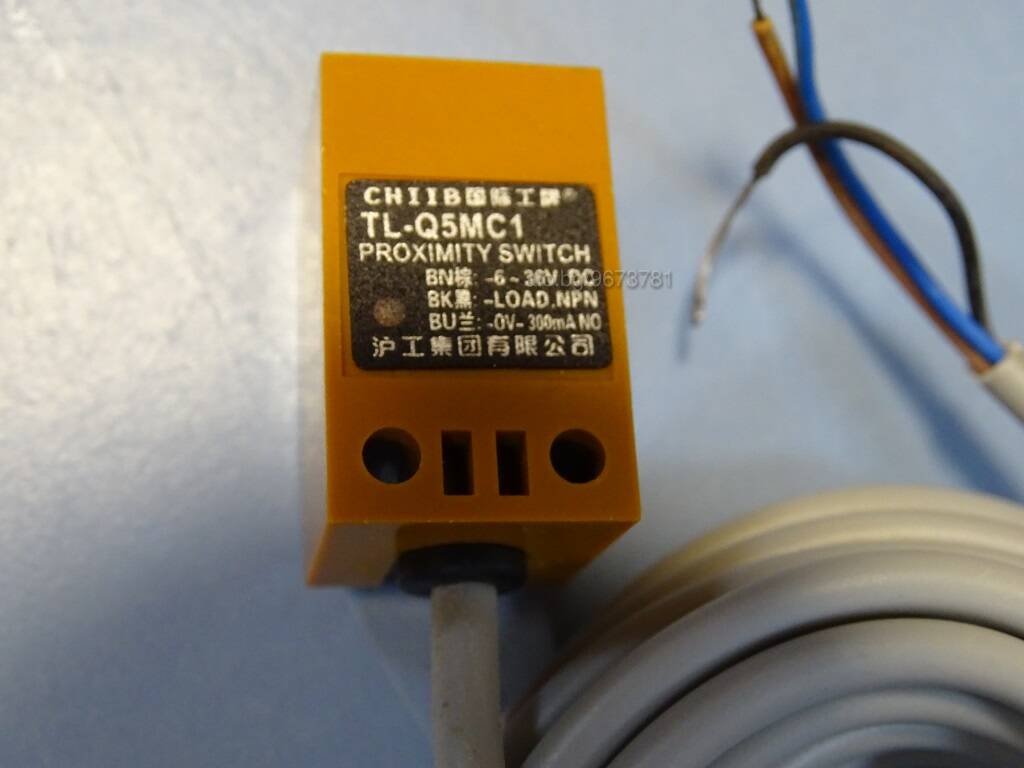 CHIIB国际工牌®
TL-Q5MC1
PROXIMITY SWITCH
BN棕: -6~36V DC
BK黑: -LOAD.NPN
BU兰: -0V-300mA NO
沪工集团有限公司